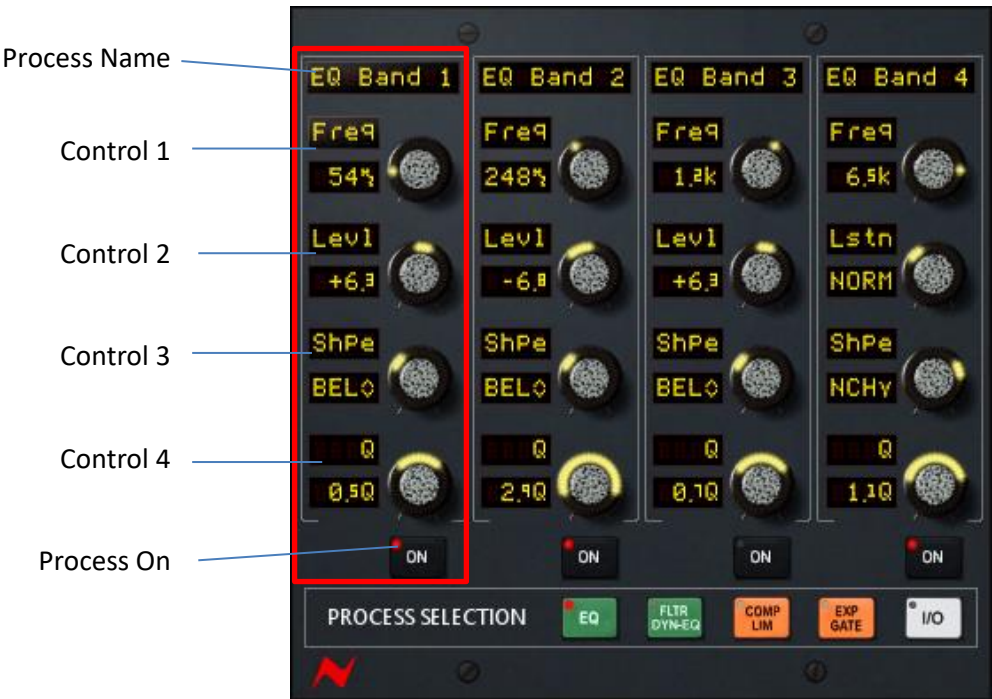 Process Name
EQ Band 1 EQ Band 2 EQ Band 3 EQ Band 4
Control 1
Freq Freq Freq Freq
54Hz 248Hz 1.2k 6.5k
Control 2
Levl Levl Levl Lstn
+6.3 -6.8 +6.3 NORM
Control 3
ShPe ShPe ShPe ShPe
BEL◊ BEL◊ BEL◊ NCHv
Control 4
Q Q Q Q
0.5Q 2.9Q 0.7Q 1.1Q
Process On
ON ON ON ON
PROCESS SELECTION
EQ
FLTR
DYN-EQ
COMP
LIM
EXP
GATE
I/O